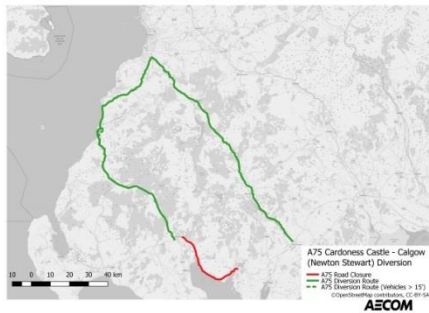 A75 Cardoness Castle - Calgow
(Newton Stewart) Diversion
A75 Road Closure
A75 Diversion Route
A75 Diversion Route (Vehicles > 15')
©OpenStreetMap contributors, CC-BY-SA
10 0 10 20 30 40 km
AECOM